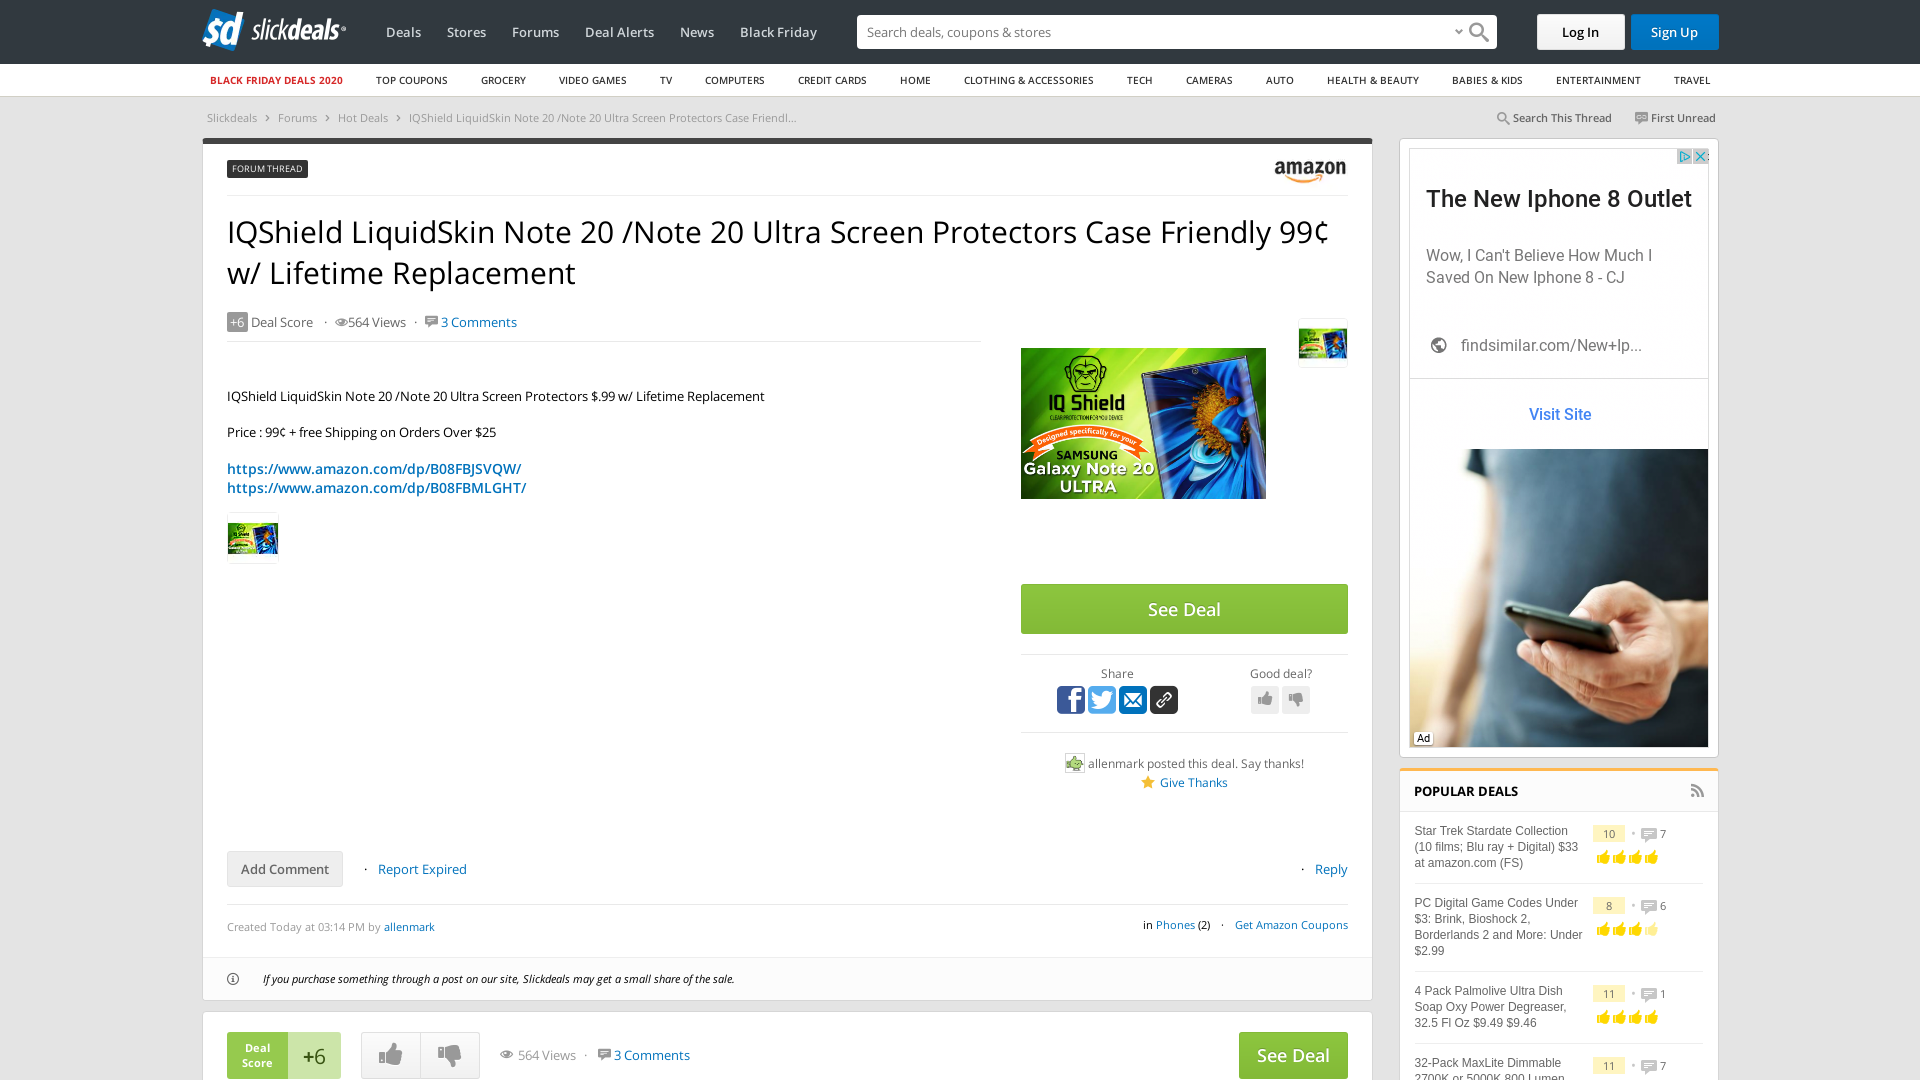 slickdeals
Deals
Stores
Forums
Deal Alerts
News
Black Friday
Search deals, coupons & stores
Log In
Sign Up
BLACK FRIDAY DEALS 2020
TOP COUPONS
GROCERY
VIDEO GAMES
TV
COMPUTERS
CREDIT CARDS
HOME
CLOTHING & ACCESSORIES
TECH
CAMERAS
AUTO
HEALTH & BEAUTY
BABIES & KIDS
ENTERTAINMENT
TRAVEL
Slickdeals > Forums > Hot Deals > IQShield LiquidSkin Note 20 /Note 20 Ultra Screen Protectors Case Friendl...
Search This Thread
First Unread
FORUM THREAD
amazon
IQShield LiquidSkin Note 20 /Note 20 Ultra Screen Protectors Case Friendly 99¢
w/ Lifetime Replacement
+6 Deal Score · 564 Views · 3 Comments
IQShield LiquidSkin Note 20 /Note 20 Ultra Screen Protectors $.99 w/ Lifetime Replacement
Price : 99¢ + free Shipping on Orders Over $25
https://www.amazon.com/dp/B08FBJSVQW/
https://www.amazon.com/dp/B08FBMLGHT/
IQ Shield
CLEAR PROTECTION FOR YOUR DEVICE
Designed specifically for your
SAMSUNG
Galaxy Note 20
ULTRA
See Deal
Share
Good deal?
allenmark posted this deal. Say thanks!
Give Thanks
Add Comment
· Report Expired
· Reply
Created Today at 03:14 PM by allenmark
in Phones (2) · Get Amazon Coupons
If you purchase something through a post on our site, Slickdeals may get a small share of the sale.
Deal
Score
+6
564 Views · 3 Comments
See Deal
The New Iphone 8 Outlet
Wow, I Can't Believe How Much I
Saved On New Iphone 8 - CJ
findsimilar.com/New+Ip...
Visit Site
Ad
POPULAR DEALS
Star Trek Stardate Collection
(10 films; Blu ray + Digital) $33
at amazon.com (FS)
10 · 7
PC Digital Game Codes Under
$3: Brink, Bioshock 2,
Borderlands 2 and More: Under
$2.99
8 · 6
4 Pack Palmolive Ultra Dish
Soap Oxy Power Degreaser,
32.5 Fl Oz $9.49 $9.46
11 · 1
32-Pack MaxLite Dimmable
2700K or 5000K 800 Lumen
11 · 7